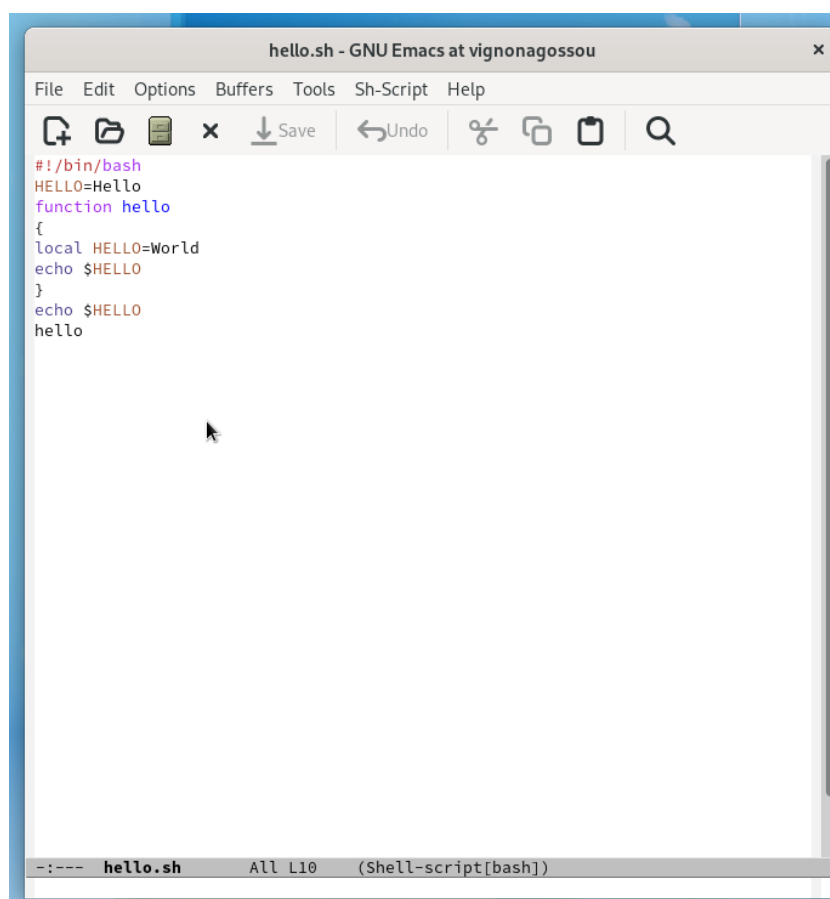 hello.sh - GNU Emacs at vignonagossou
File Edit Options Buffers Tools Sh-Script Help
Save Undo
#!/bin/bash
HELLO=Hello
function hello
{
local HELLO=World
echo $HELLO
}
echo $HELLO
hello
-:--- hello.sh All L10 (Shell-script[bash])